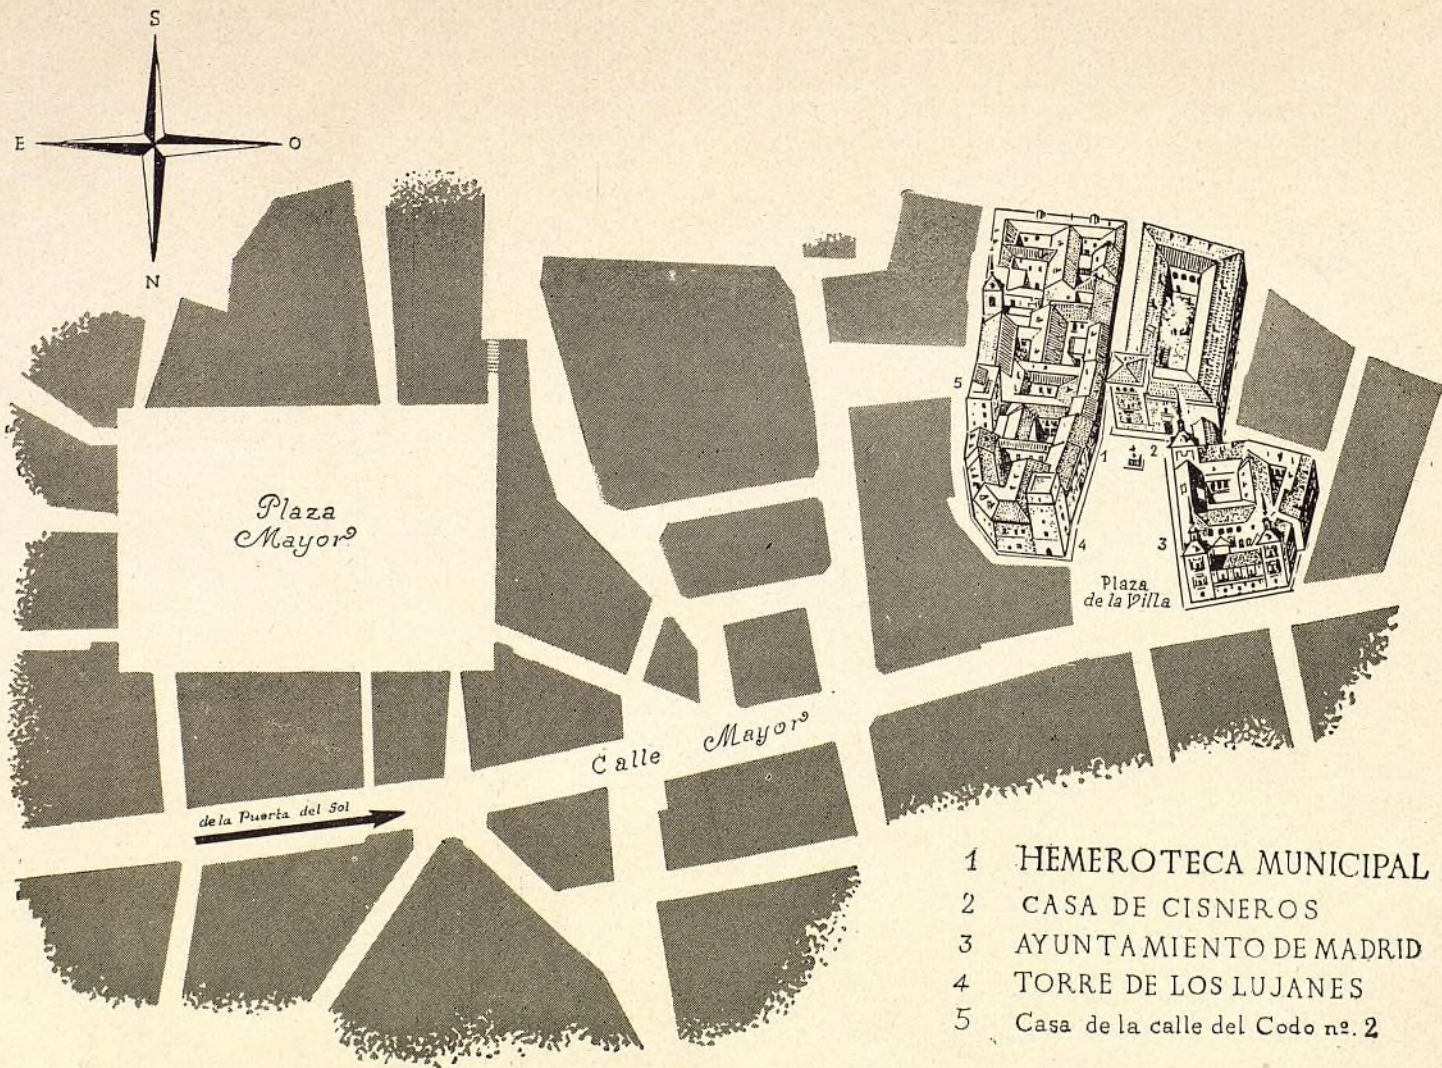 S
E
O
N
Plaza
Mayor
5
1
2
4
3
Plaza
de la Villa
Calle Mayor
de la Puerta del Sol
1 HEMEROTECA MUNICIPAL
2 CASA DE CISNEROS
3 AYUNTAMIENTO DE MADRID
4 TORRE DE LOS LUJANES
5 Casa de la calle del Codo nº. 2